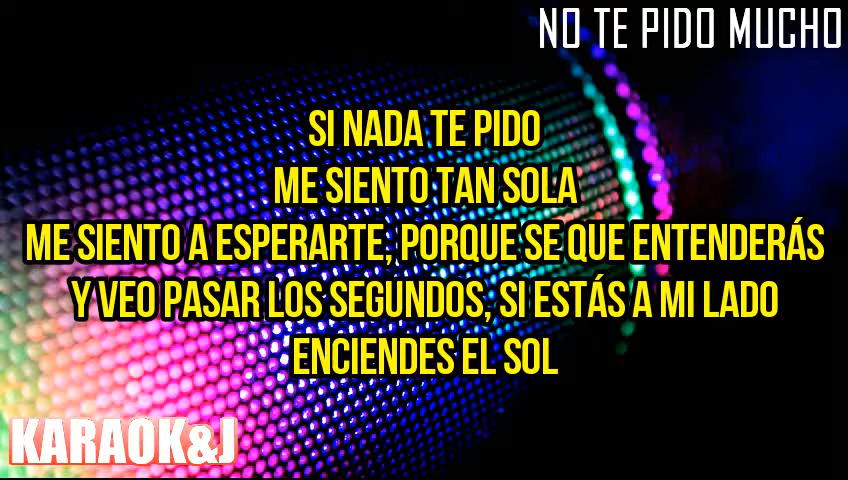 NO TE PIDO MUCHO
SI NADA TE PIDO
ME SIENTO TAN SOLA
ME SIENTO A ESPERARTE, PORQUE SE QUE ENTENDERÁS
Y VEO PASAR LOS SEGUNDOS, SI ESTÁS A MI LADO
ENCIENDES EL SOL
KARAOK&J